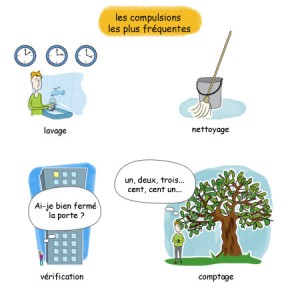 les compulsions
les plus fréquentes
lavage
nettoyage
Ai-je bien fermé
la porte ?
vérification
un, deux, trois...
cent, cent un...
comptage